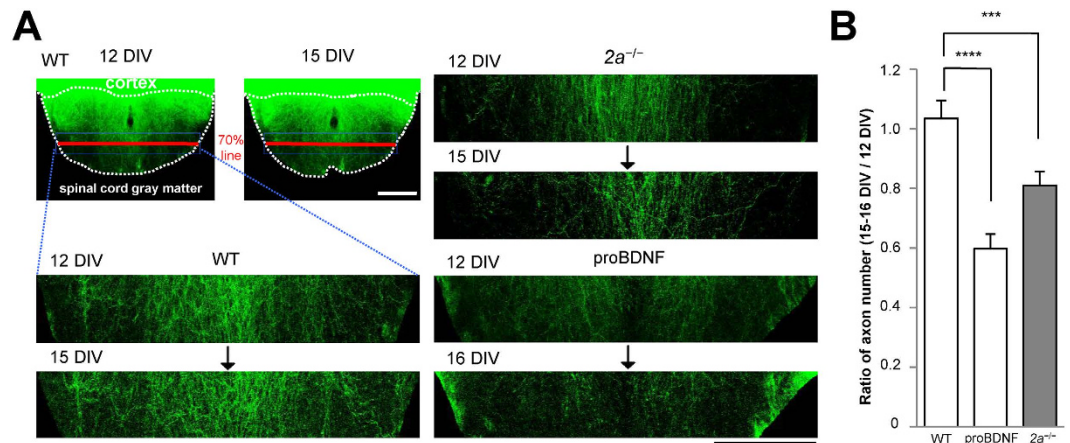 A
WT
12 DIV
15 DIV
cortex
70%
line
spinal cord gray matter
2a−/−
12 DIV
15 DIV
WT
12 DIV
15 DIV
proBDNF
12 DIV
16 DIV
B
***
****
Ratio of axon number (15-16 DIV / 12 DIV)
1.2
1.0
0.8
0.6
0.4
0.2
0
WT
proBDNF
2a−/−